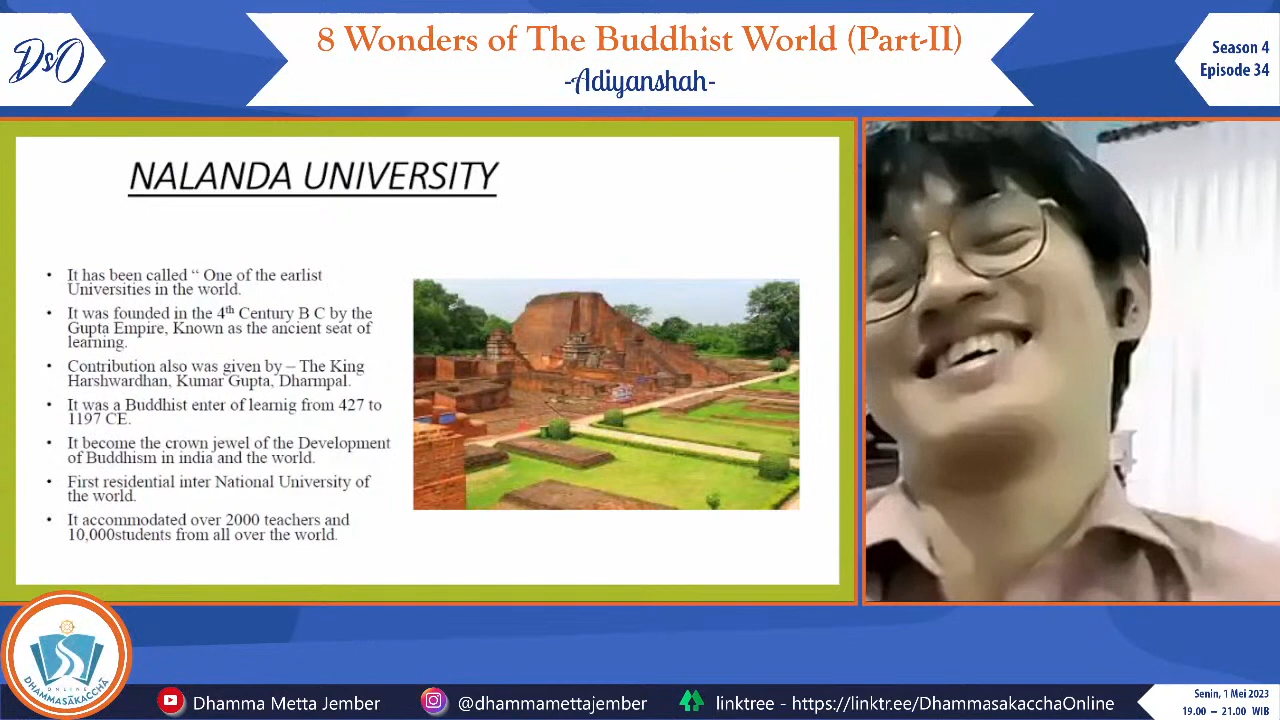 DsO
8 Wonders of The Buddhist World (Part-II)
-Adiyanshah-
Season 4
Episode 34
NALANDA UNIVERSITY
• It has been called “ One of the earlist
Universities in the world.
• It was founded in the 4th Century B C by the
Gupta Empire, Known as the ancient seat of
learning.
• Contribution also was given by – The King
Harshwardhan, Kumar Gupta, Dharmpal.
• It was a Buddhist enter of learnig from 427 to
1197 CE.
• It become the crown jewel of the Development
of Buddhism in india and the world.
• First residential inter National University of
the world.
• It accommodated over 2000 teachers and
10,000students from all over the world.
ONLINE
DHAMMASĀKACCHĀ
Dhamma Metta Jember
@dhammamettajember
linktree - https://linktr.ee/DhammasakacchaOnline
Senin, 1 Mei 2023
19.00 – 21.00 WIB